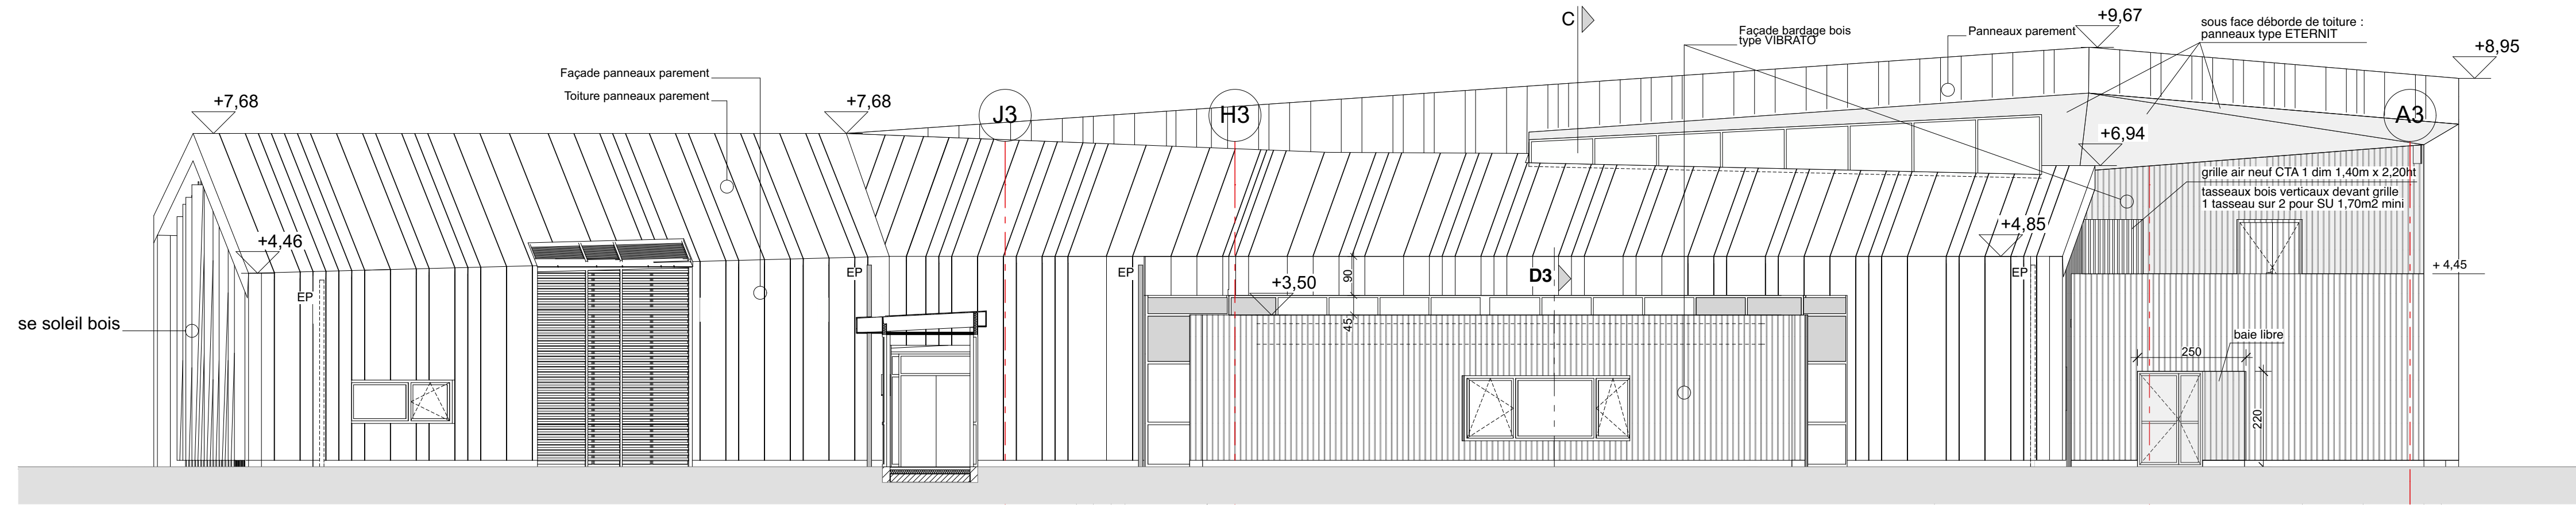 C
+9,67
sous face déborde de toiture :
panneaux type ETERNIT
Façade bardage bois
type VIBRATO
Panneaux parement
+8,95
Façade panneaux parement
Toiture panneaux parement
+7,68
+7,68
J3
H3
A3
+6,94
grille air neuf CTA 1 dim 1,40m x 2,20ht
tasseaux bois verticaux devant grille
1 tasseau sur 2 pour SU 1,70m2 mini
+4,46
+4,85
EP
EP
EP
EP
+ 4,45
+3,50
90
D3
45
se soleil bois
baie libre
250
220